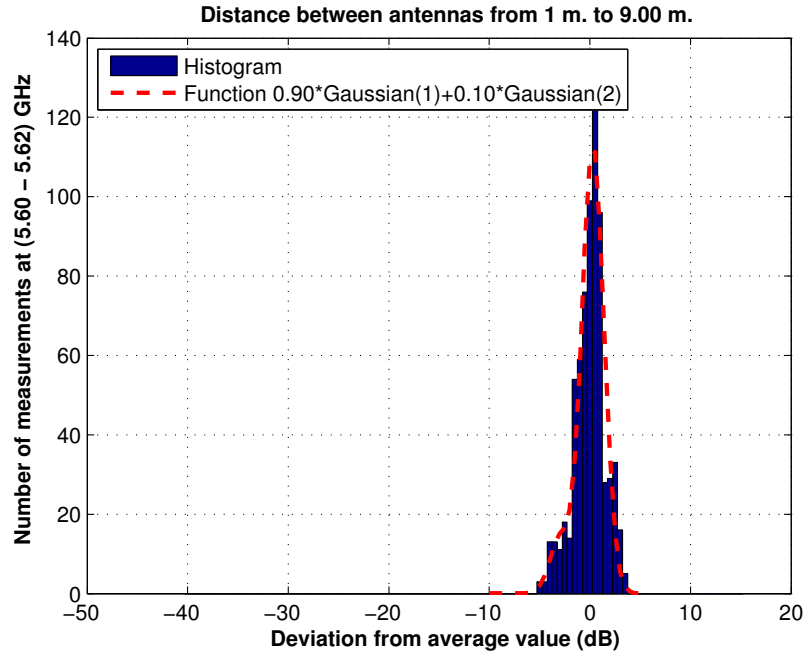 Distance between antennas from 1 m. to 9.00 m.
Histogram
Function 0.90*Gaussian(1)+0.10*Gaussian(2)
Number of measurements at (5.60 − 5.62) GHz
140
120
100
80
60
40
20
0
−50 −40 −30 −20 −10 0 10 20
Deviation from average value (dB)